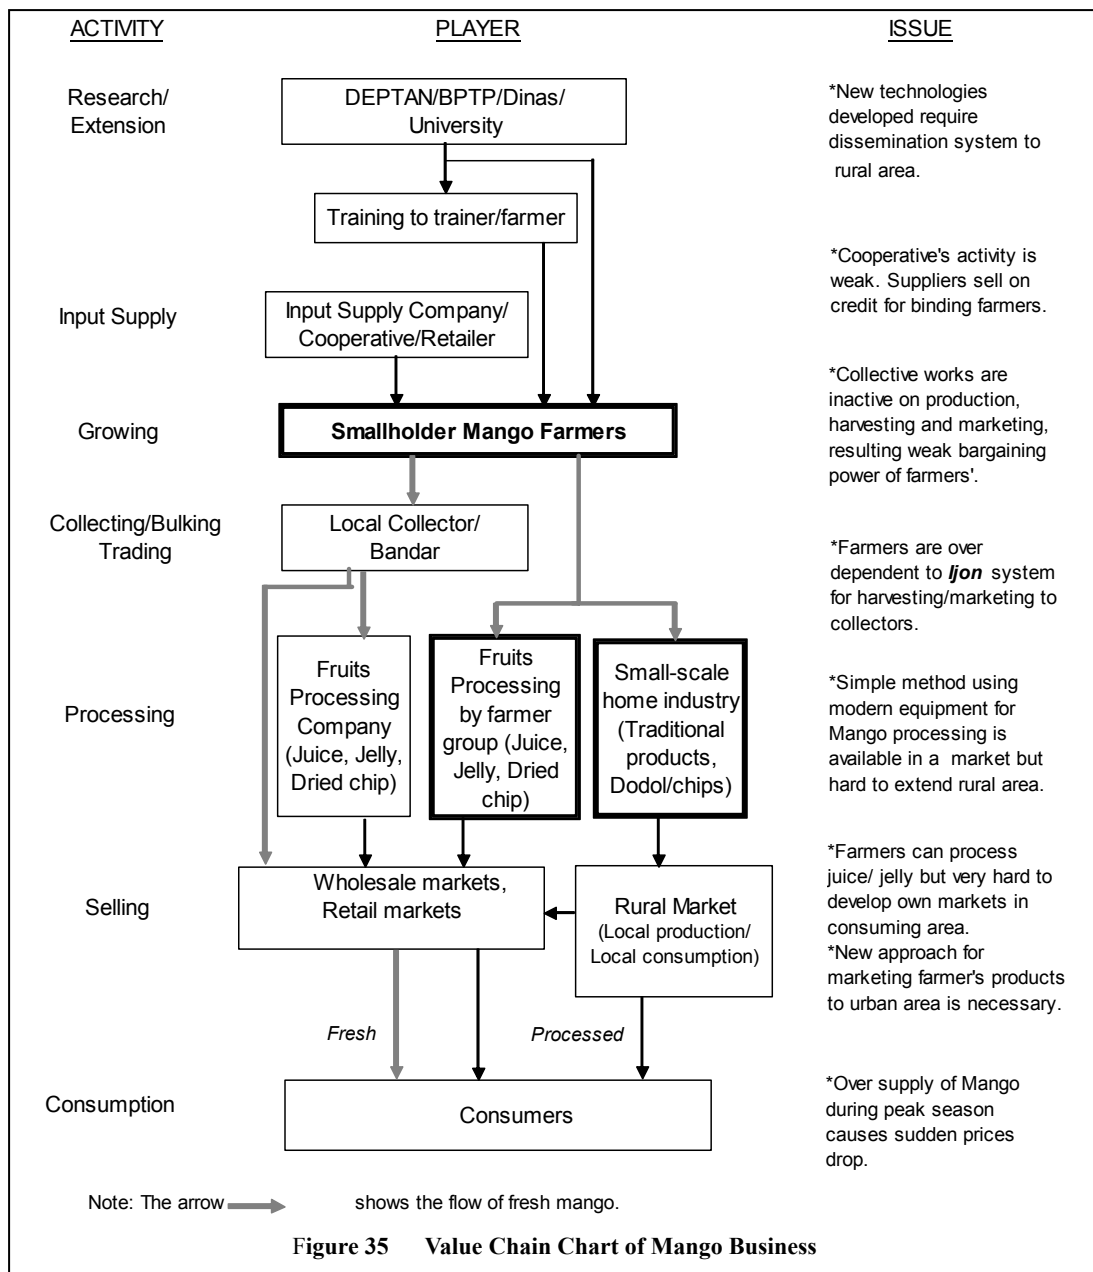 ACTIVITY
PLAYER
ISSUE
Research/
Extension
DEPTAN/BPTP/Dinas/
University
*New technologies
developed require
dissemination system to
rural area.
Training to trainer/farmer
Input Supply
Input Supply Company/
Cooperative/Retailer
*Cooperative's activity is
weak. Suppliers sell on
credit for binding farmers.
Growing
Smallholder Mango Farmers
*Collective works are
inactive on production,
harvesting and marketing,
resulting weak bargaining
power of farmers'.
Collecting/Bulking
Trading
Local Collector/
Bandar
*Farmers are over
dependent to Ijon system
for harvesting/marketing to
collectors.
Processing
Fruits
Processing
Company
(Juice, Jelly,
Dried chip)
Fruits
Processing
by farmer
group (Juice,
Jelly, Dried
chip)
Small-scale
home industry
(Traditional
products,
Dodol/chips)
*Simple method using
modern equipment for
Mango processing is
available in a market but
hard to extend rural area.
Selling
Wholesale markets,
Retail markets
Rural Market
(Local production/
Local consumption)
*Farmers can process
juice/ jelly but very hard to
develop own markets in
consuming area.
*New approach for
marketing farmer's products
to urban area is necessary.
Fresh
Processed
Consumption
Consumers
*Over supply of Mango
during peak season
causes sudden prices
drop.
Note: The arrow shows the flow of fresh mango.
Figure 35 Value Chain Chart of Mango Business